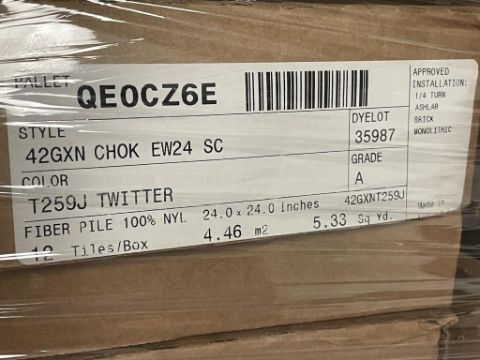 PALLET QE0CZ6E
STYLE
42GXN CHOK EW24 SC
DYELOT
35987
COLOR
T259J TWITTER
GRADE
A
42GXNT259J
FIBER PILE 100% NYL 24.0 x 24.0 Inches
12 Tiles/Box 4.46 m2 5.33 Sq Yd.
APPROVED
INSTALLATION:
1/4 TURN
ASHLAR
BRICK
MONOLITHIC
Made in